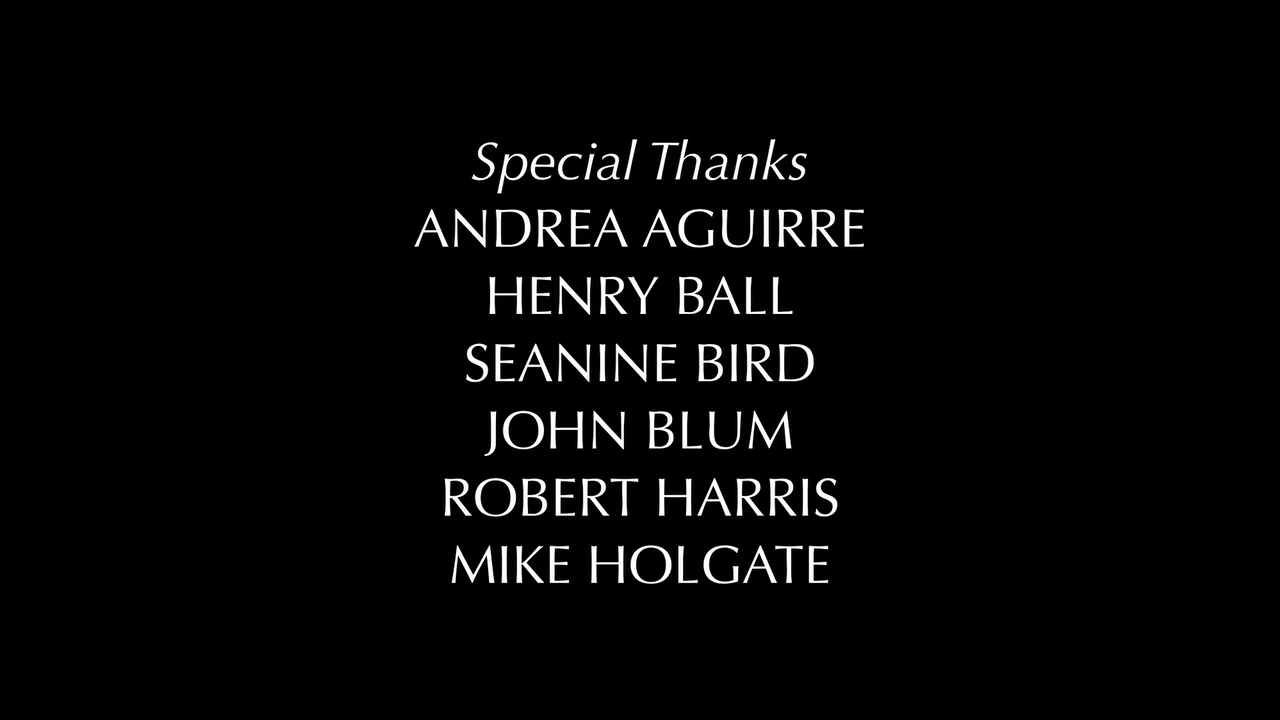 Special Thanks
ANDREA AGUIRRE
HENRY BALL
SEANINE BIRD
JOHN BLUM
ROBERT HARRIS
MIKE HOLGATE